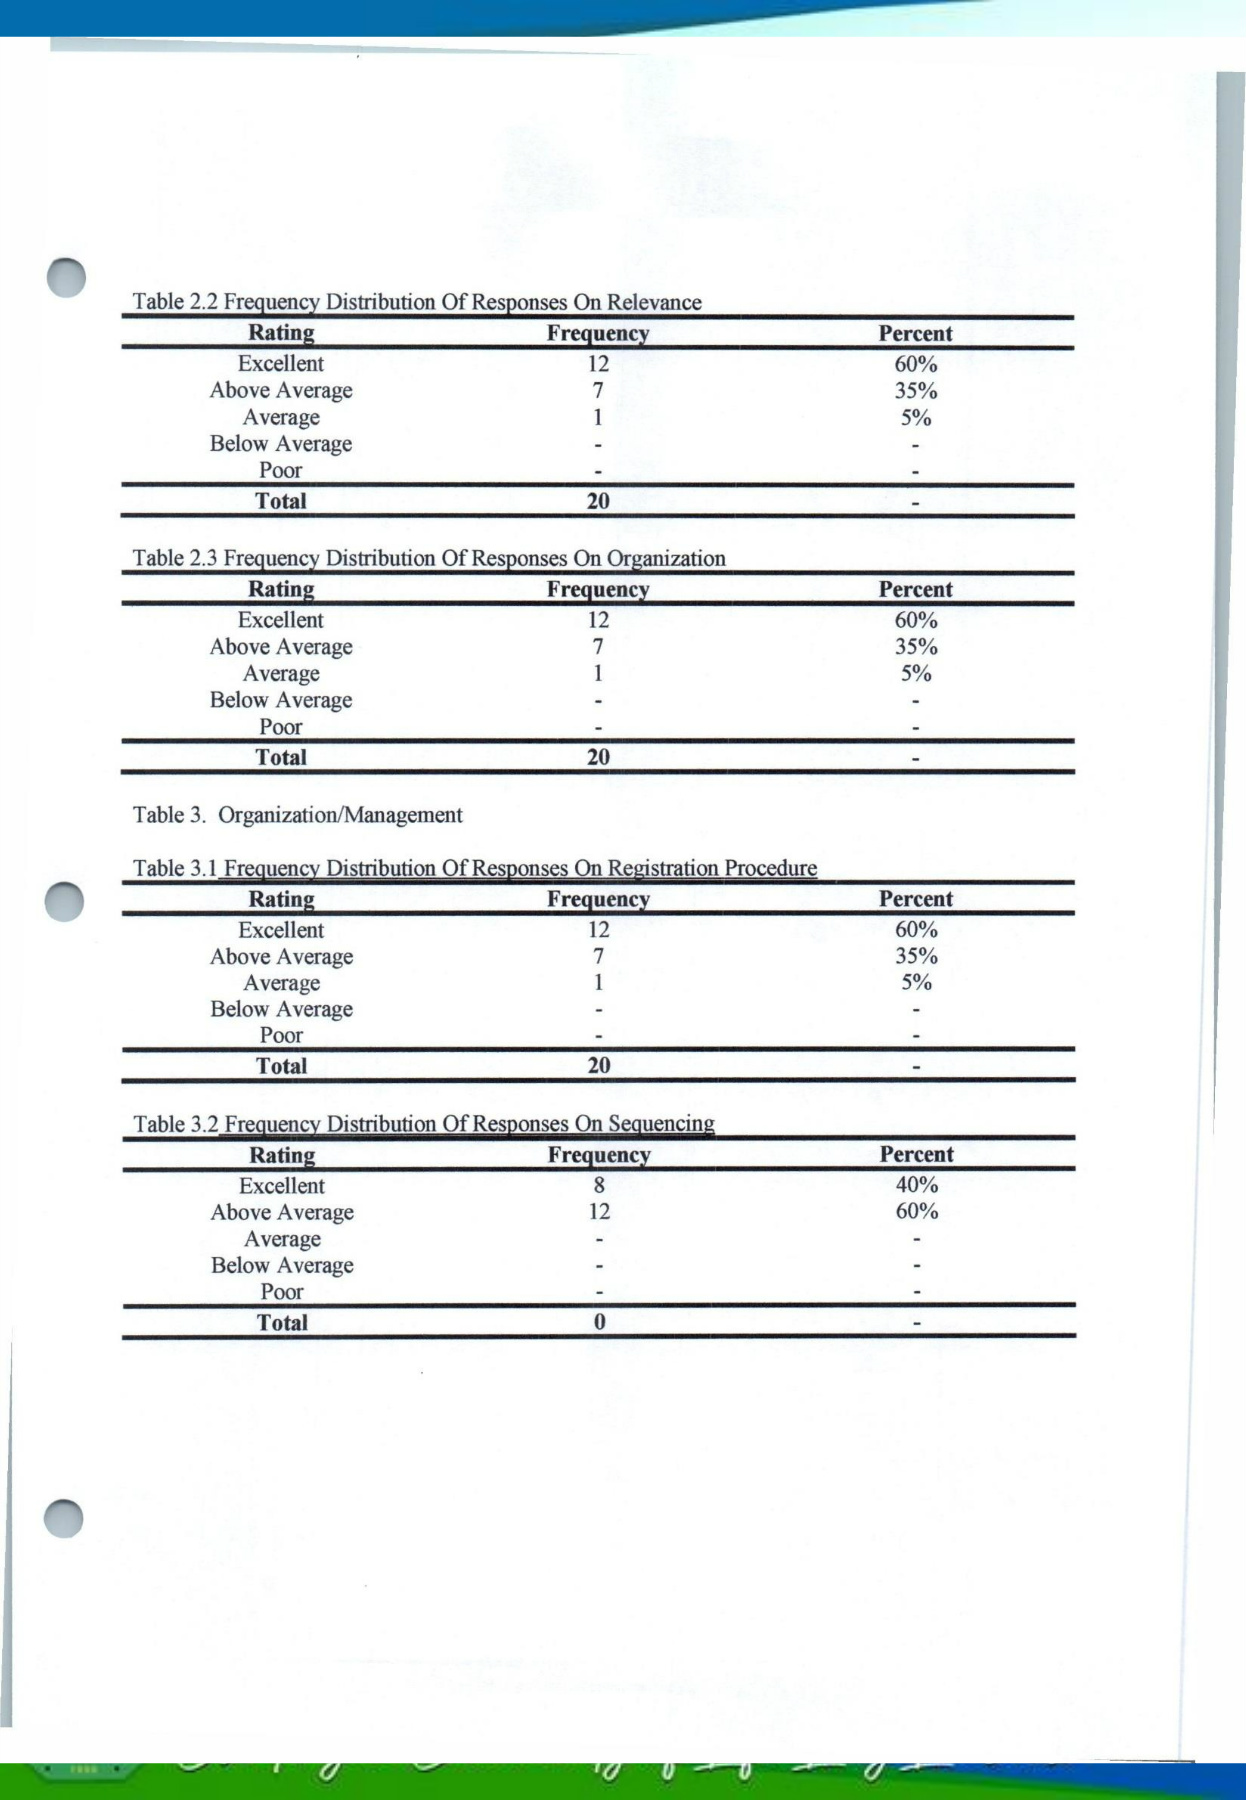 Table 2.2 Frequency Distribution Of Responses On Relevance
Rating Frequency Percent
Excellent 12 60%
Above Average 7 35%
Average 1 5%
Below Average - -
Poor - -
Total 20 -
Table 2.3 Frequency Distribution Of Responses On Organization
Rating Frequency Percent
Excellent 12 60%
Above Average 7 35%
Average 1 5%
Below Average - -
Poor - -
Total 20 -
Table 3. Organization/Management
Table 3.1 Frequency Distribution Of Responses On Registration Procedure
Rating Frequency Percent
Excellent 12 60%
Above Average 7 35%
Average 1 5%
Below Average - -
Poor - -
Total 20 -
Table 3.2 Frequency Distribution Of Responses On Sequencing
Rating Frequency Percent
Excellent 8 40%
Above Average 12 60%
Average - -
Below Average - -
Poor - -
Total 0 -